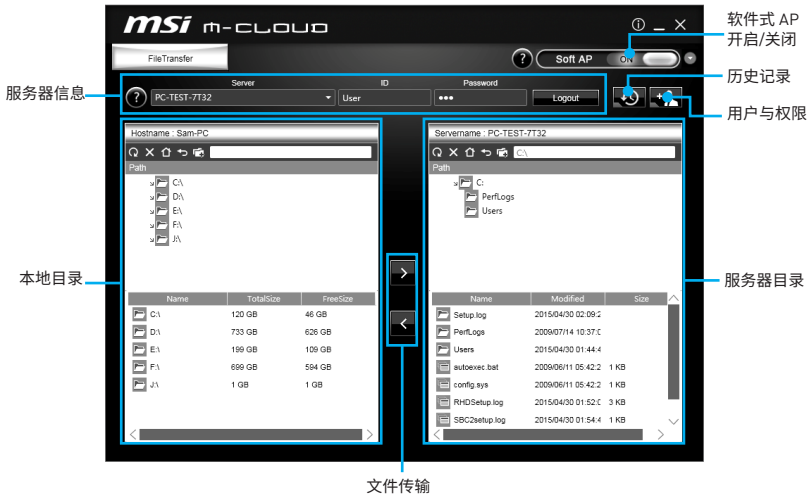 msi m-cloud
软件式 AP
开启/关闭
FileTransfer
? Soft AP ON
历史记录
服务器信息
Server ID Password
? PC-TEST-7T32 User ●●● Logout
用户与权限
Hostname : Sam-PC
Path
C:\
D:\
E:\
F:\
J:\
Servername : PC-TEST-7T32
C:\
Path
C:
PerfLogs
Users
本地目录
服务器目录
Name TotalSize FreeSize
C:\ 120 GB 46 GB
D:\ 733 GB 626 GB
E:\ 199 GB 109 GB
F:\ 699 GB 594 GB
J:\ 1 GB 1 GB
Name Modified Size
Setup.log 2015/04/30 02:09:2
PerfLogs 2009/07/14 10:37:0
Users 2015/04/30 01:44:4
autoexec.bat 2009/06/11 05:42:2 1 KB
config.sys 2009/06/11 05:42:2 1 KB
RHDSetup.log 2015/04/30 01:52:0 3 KB
SBC2setup.log 2015/04/30 01:54:4 1 KB
文件传输